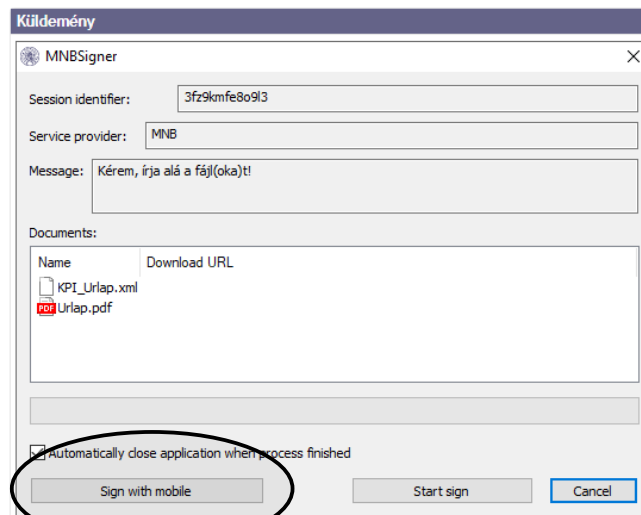 Küldemény
MNBSigner
Session identifier: 3fz9kmfe8o9l3
Service provider: MNB
Message: Kérem, írja alá a fájl(oka)t!
Documents:
Name Download URL
KPI_Urlap.xml
PDF Urlap.pdf
Automatically close application when process finished
Sign with mobile Start sign Cancel